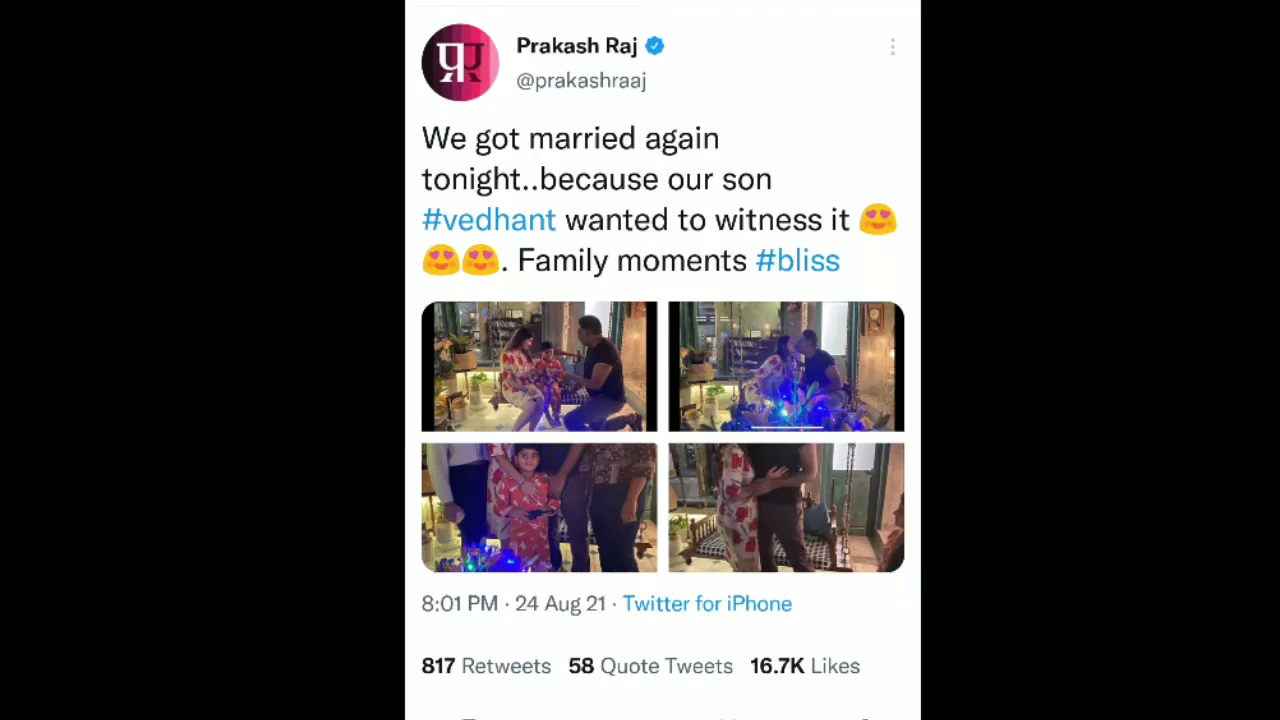 Prakash Raj
@prakashraaj
We got married again
tonight..because our son
#vedhant wanted to witness it 😍
😍😍. Family moments #bliss
8:01 PM · 24 Aug 21 · Twitter for iPhone
817 Retweets 58 Quote Tweets 16.7K Likes